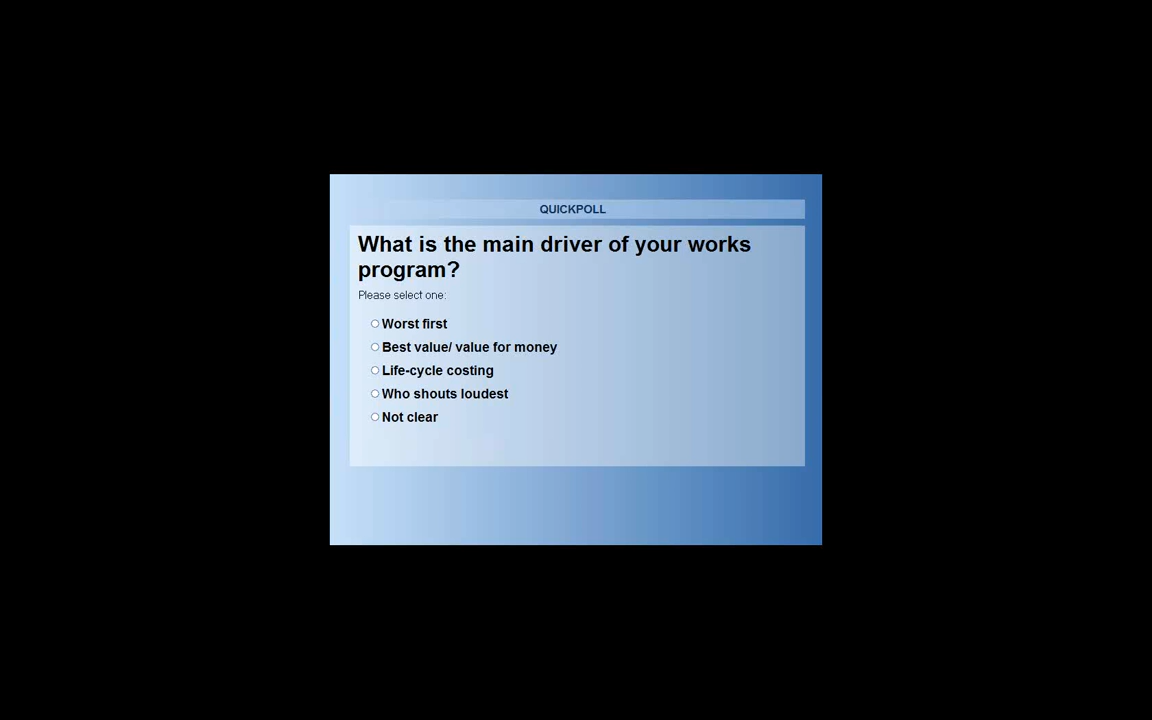 QUICKPOLL
What is the main driver of your works
program?
Please select one:
Worst first
Best value/ value for money
Life-cycle costing
Who shouts loudest
Not clear